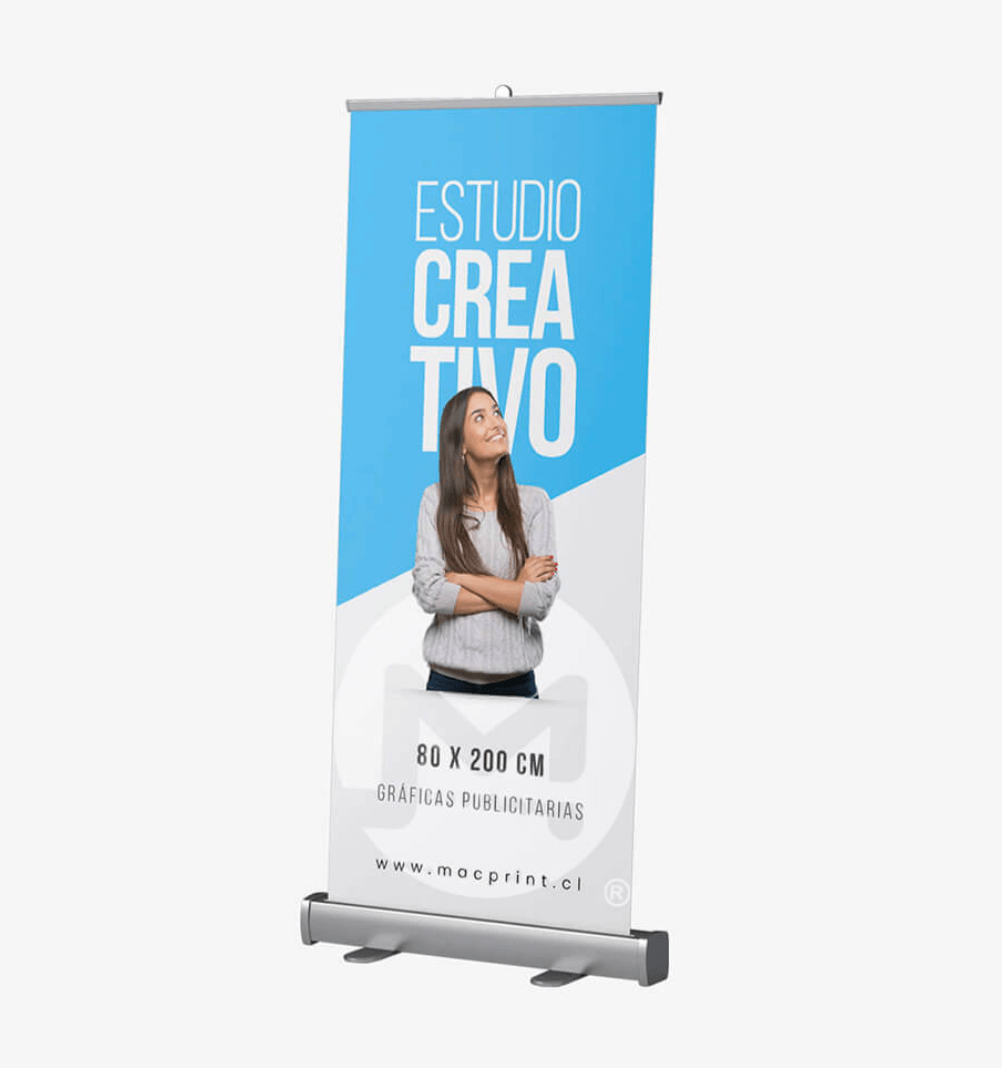 ESTUDIO
CREA
TIVO
M
80 X 200 CM
GRÁFICAS PUBLICITARIAS
www.macprint.cl
®